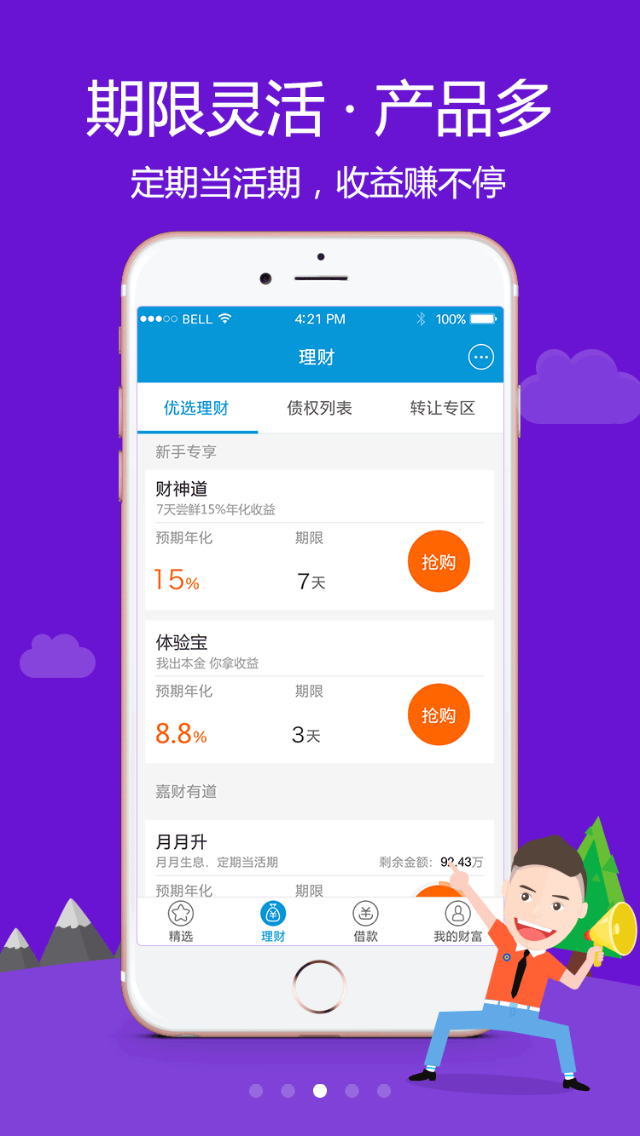 期限灵活·产品多
定期当活期，收益赚不停
BELL 4:21 PM 100%
理财
优选理财 债权列表 转让专区
新手专享
财神道
7天尝鲜15%年化收益
预期年化 期限
15% 7天
抢购
体验宝
我出本金 你拿收益
预期年化 期限
8.8% 3天
抢购
嘉财有道
月月升
月月生息，定期当活期 剩余金额：92.43万
预期年化 期限
精选 理财 借款 我的财富